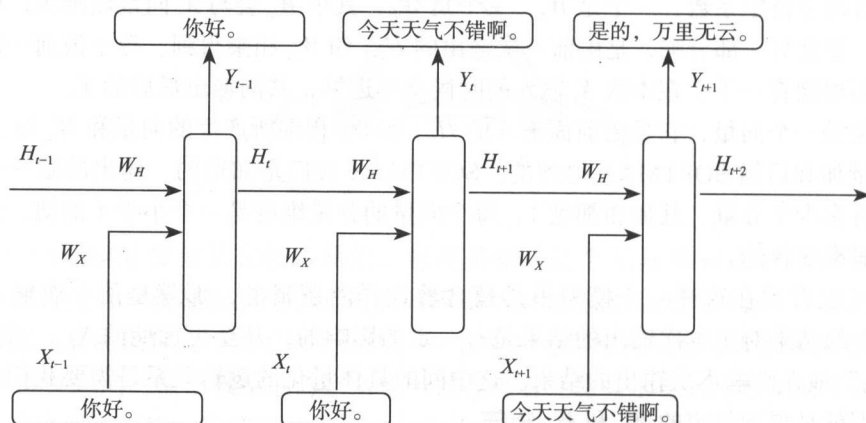 你好。
今天天气不错啊。
是的，万里无云。
Y_{t-1}
Y_t
Y_{t+1}
H_{t-1}
W_H
H_t
W_H
H_{t+1}
W_H
H_{t+2}
W_X
W_X
W_X
X_{t-1}
X_t
X_{t+1}
你好。
你好。
今天天气不错啊。